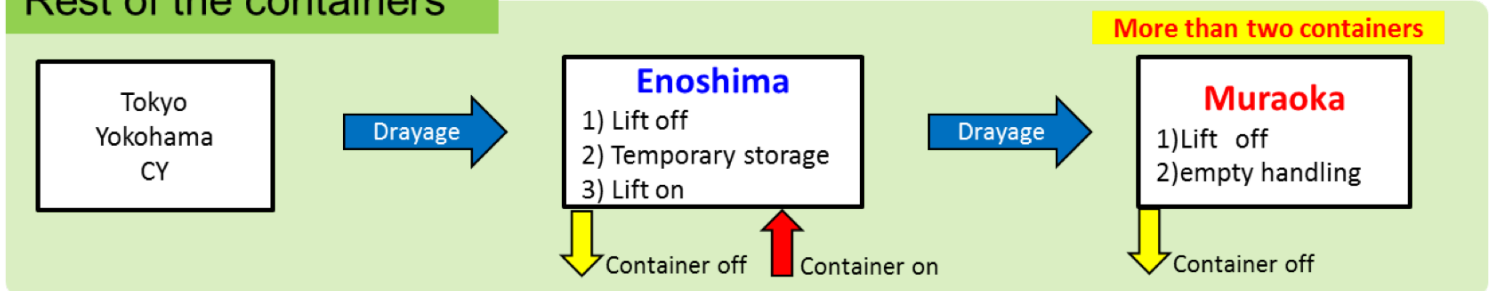 Rest of the containers
More than two containers
Tokyo
Yokohama
CY
Drayage
Enoshima
1) Lift off
2) Temporary storage
3) Lift on
Drayage
Muraoka
1)Lift off
2)empty handling
Container off
Container on
Container off